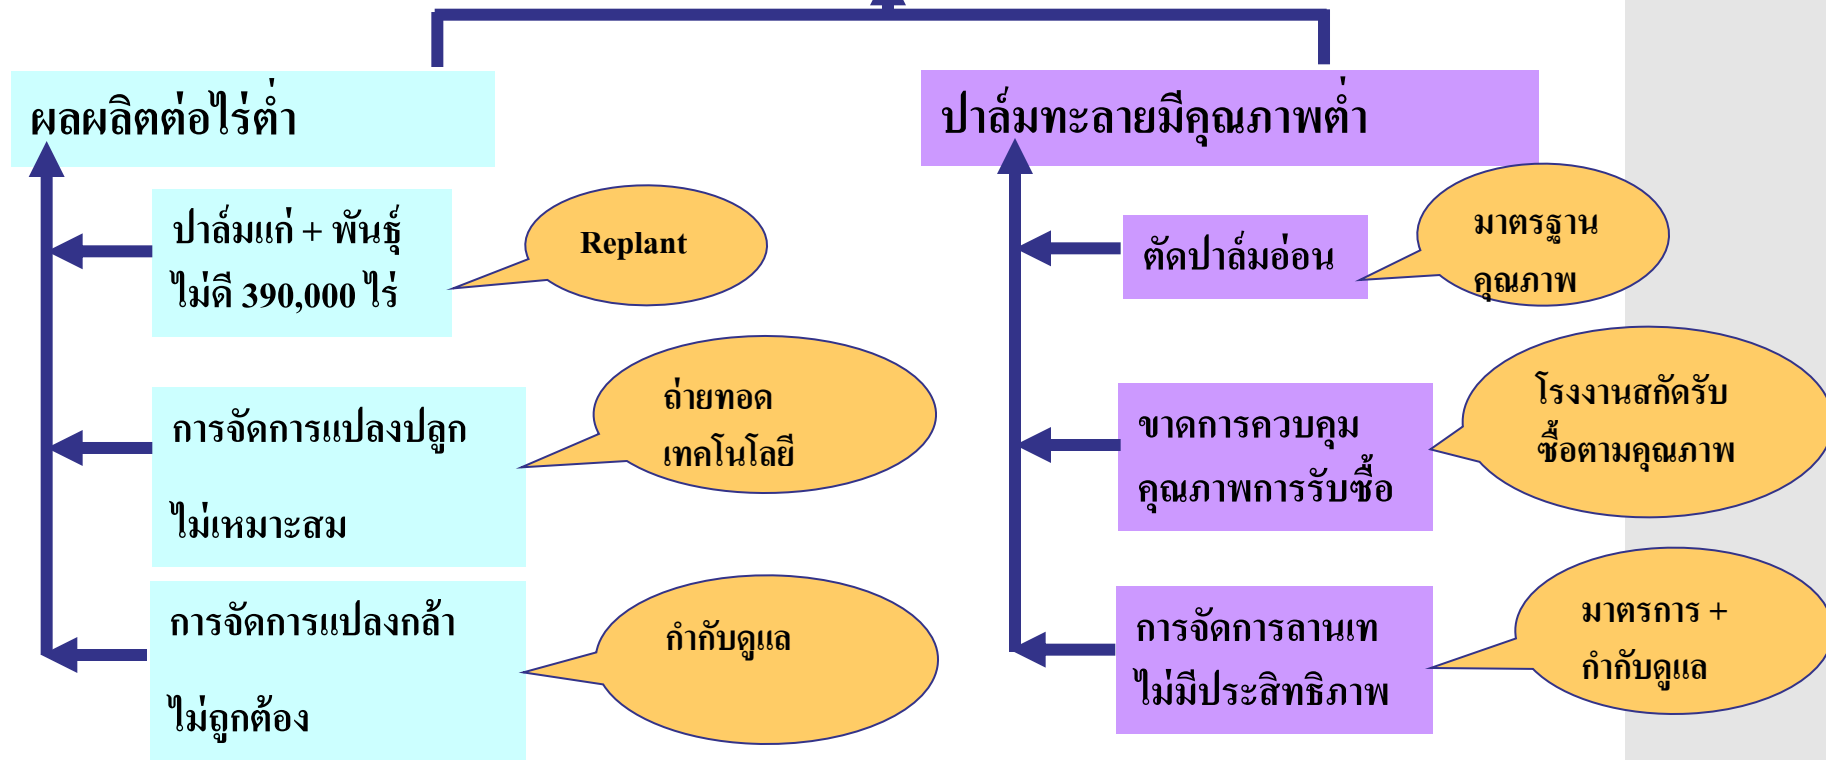 ผลผลิตต่อไร่ต่ำ
ปาล์มแก่ + พันธุ์
ไม่ดี 390,000 ไร่
Replant
การจัดการแปลงปลูก
ไม่เหมาะสม
ถ่ายทอด
เทคโนโลยี
การจัดการแปลงกล้า
ไม่ถูกต้อง
กำกับดูแล
ปาล์มทะลายมีคุณภาพต่ำ
ตัดปาล์มอ่อน
มาตรฐาน
คุณภาพ
ขาดการควบคุม
คุณภาพการรับซื้อ
โรงงานสกัดรับ
ซื้อตามคุณภาพ
การจัดการลานเท
ไม่มีประสิทธิภาพ
มาตรการ +
กำกับดูแล